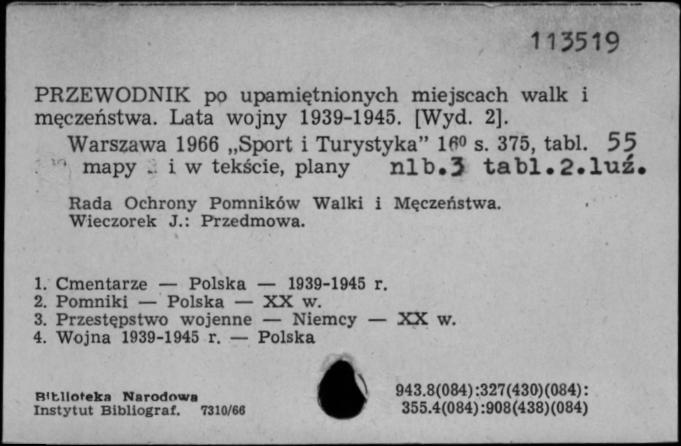 113519
PRZEWODNIK po upamiętnionych miejscach walk i
męczeństwa. Lata wojny 1939-1945. [Wyd. 2].
Warszawa 1966 „Sport i Turystyka” 16⁰ s. 375, tabl. 55
mapy i w tekście, plany nlb.3 tabl.2.luź.
Rada Ochrony Pomników Walki i Męczeństwa.
Wieczorek J.: Przedmowa.
1. Cmentarze — Polska — 1939-1945 r.
2. Pomniki — Polska — XX w.
3. Przestępstwo wojenne — Niemcy — XX w.
4. Wojna 1939-1945 r. — Polska
Biblioteka Narodowa
Instytut Bibliograf. 7310/66
943.8(084):327(430)(084):
355.4(084):908(438)(084)